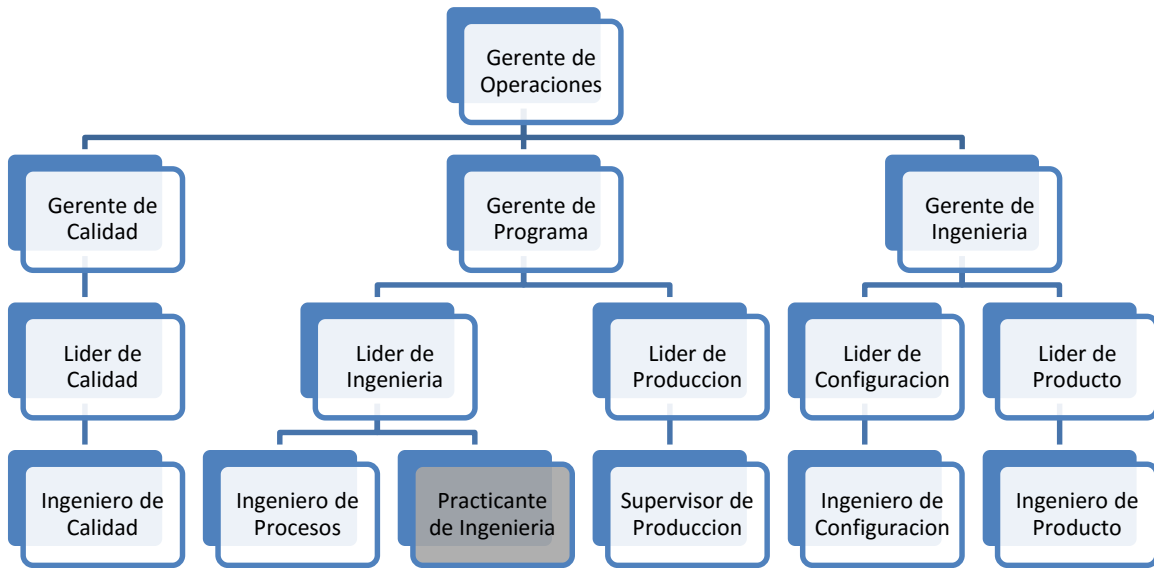 Gerente de
Operaciones
Gerente de
Calidad
Gerente de
Programa
Gerente de
Ingenieria
Lider de
Calidad
Lider de
Ingenieria
Lider de
Produccion
Lider de
Configuracion
Lider de
Producto
Ingeniero de
Calidad
Ingeniero de
Procesos
Practicante
de Ingenieria
Supervisor de
Produccion
Ingeniero de
Configuracion
Ingeniero de
Producto